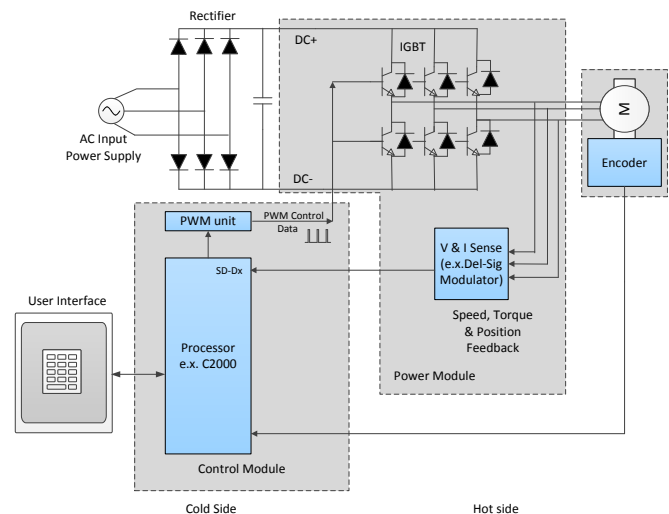 Rectifier
DC+
IGBT
AC Input
Power Supply
M
Encoder
DC-
PWM unit
PWM Control
Data
V & I Sense
(e.x.Del-Sig
Modulator)
SD-Dx
User Interface
Speed, Torque
& Position
Feedback
Processor
e.x. C2000
Power Module
Control Module
Cold Side
Hot side